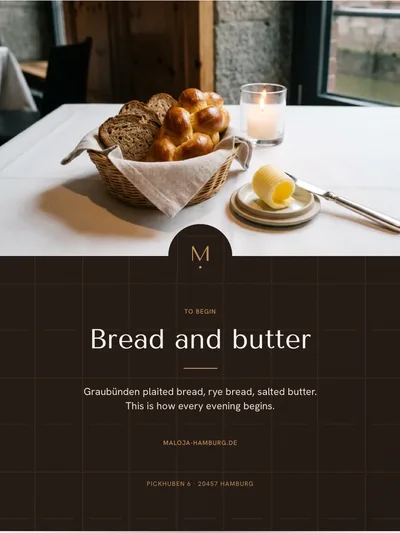 M
TO BEGIN
Bread and butter
Graubünden plaited bread, rye bread, salted butter.
This is how every evening begins.
MALOJA-HAMBURG.DE
PICKHUBEN 6 · 20457 HAMBURG